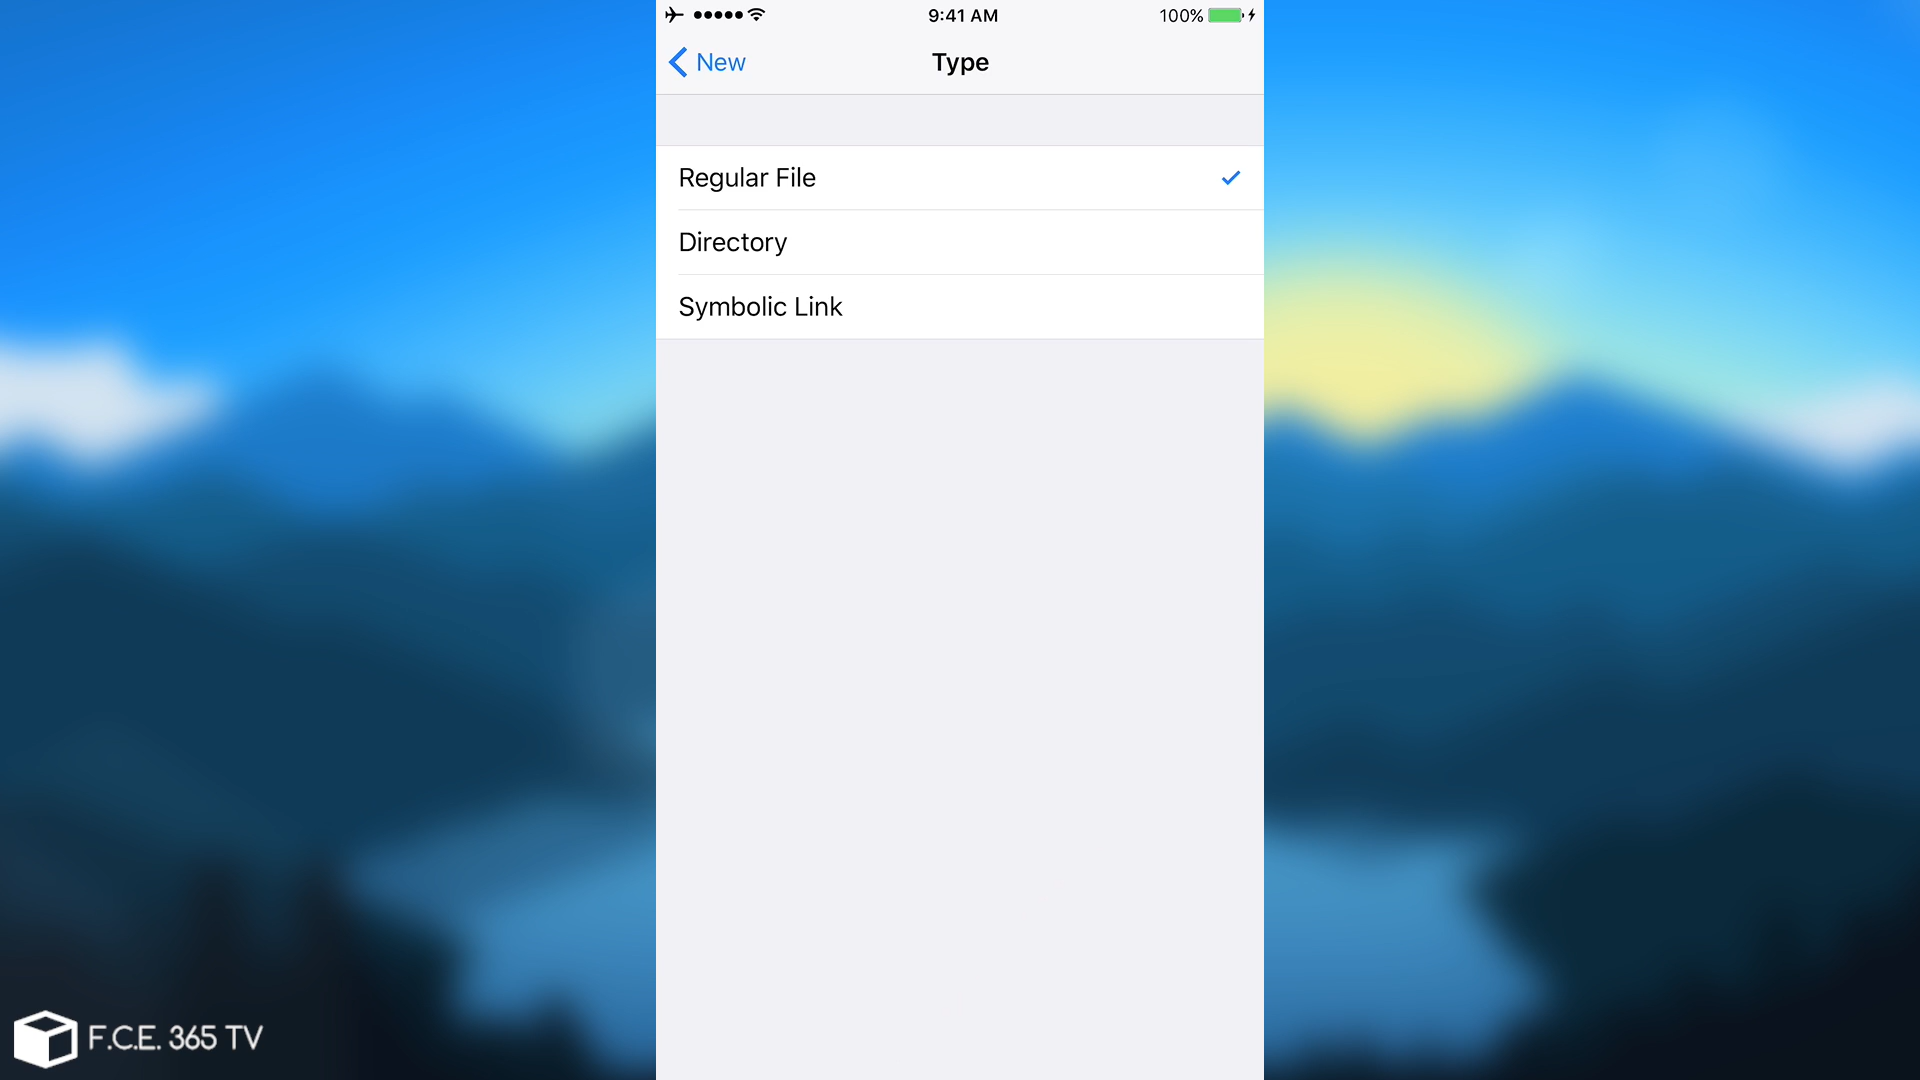 9:41 AM
100%
New
Type
Regular File
Directory
Symbolic Link
F.C.E. 365 TV